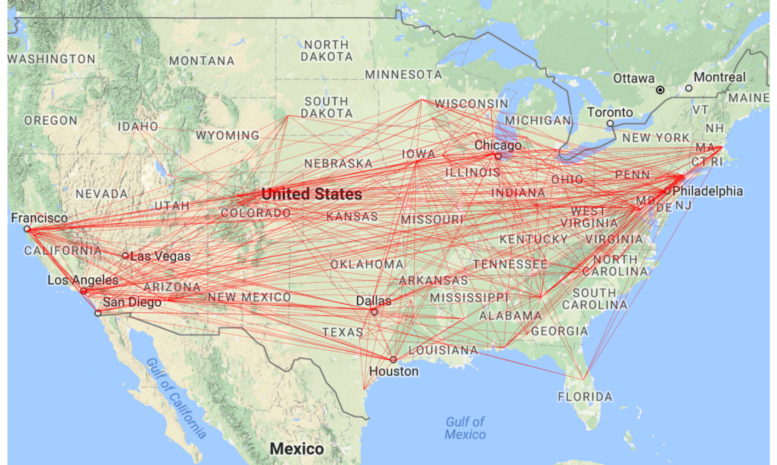 WASHINGTON
MONTANA
NORTH
DAKOTA
MINNESOTA
Ottawa
Montreal
MAINE
OREGON
IDAHO
SOUTH
DAKOTA
WISCONSIN
MICHIGAN
Toronto
VT
NH
WYOMING
NEW YORK
MA
CT RI
IOWA
Chicago
NEBRASKA
ILLINOIS
INDIANA
OHIO
PENN
NEVADA
UTAH
United States
COLORADO
KANSAS
MISSOURI
WEST
VIRGINIA
MD
DE NJ
Philadelphia
Francisco
CALIFORNIA
Las Vegas
KENTUCKY
VIRGINIA
Los Angeles
ARIZONA
OKLAHOMA
ARKANSAS
TENNESSEE
NORTH
CAROLINA
San Diego
NEW MEXICO
Dallas
MISSISSIPPI
SOUTH
CAROLINA
ALABAMA
TEXAS
GEORGIA
LOUISIANA
Houston
Gulf of California
FLORIDA
Gulf of
Mexico
Mexico